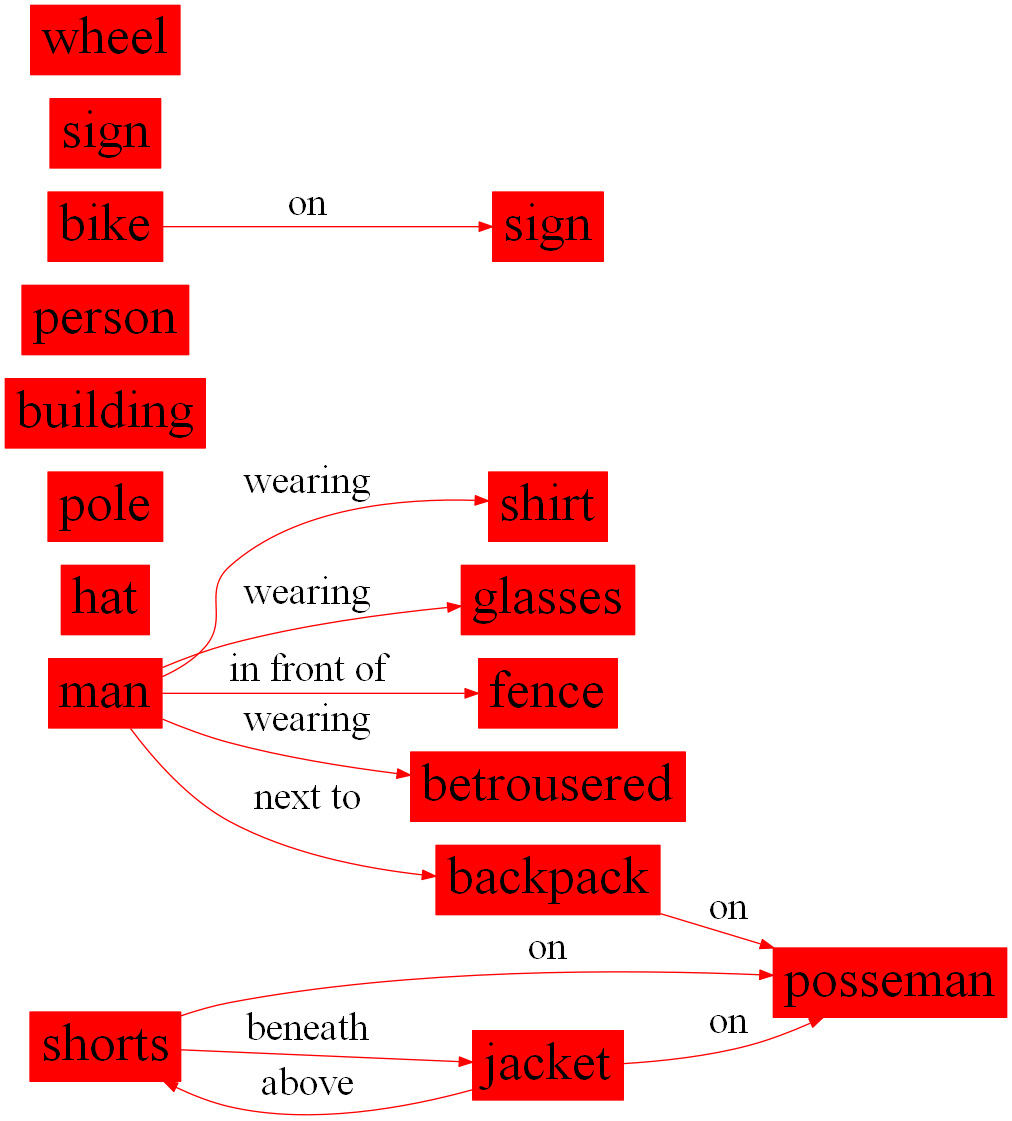 wheel
sign
bike
on
sign
person
building
pole
wearing
shirt
hat
wearing
glasses
man
in front of
fence
wearing
betrousered
next to
backpack
on
on
posseman
shorts
beneath
on
jacket
above